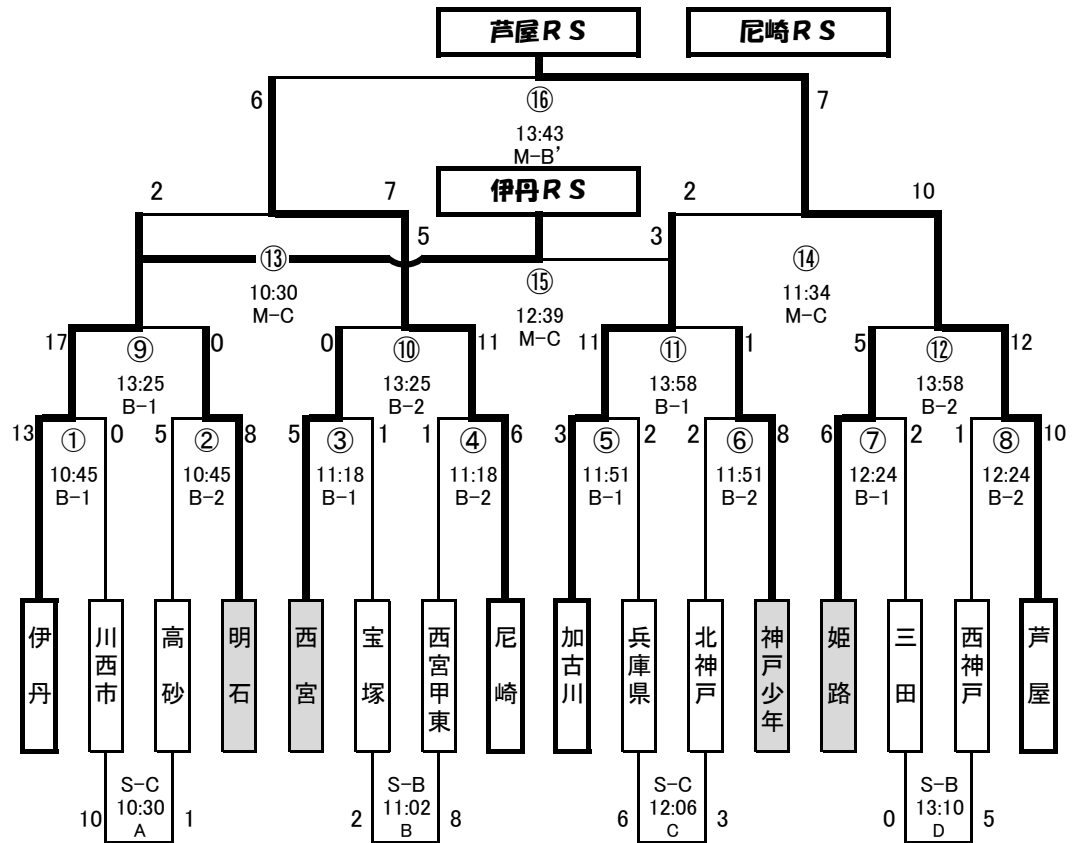 芦屋RS 尼崎RS
6 ⑯ 7
13:43
M-B'
伊丹RS
2 7 2 10
5 3
⑬ ⑮ ⑭
10:30 12:39 11:34
M-C M-C M-C
17 ⑨ 0 0 ⑩ 11 11 ⑪ 1 5 ⑫ 12
13:25 13:25 13:58 13:58
B-1 B-2 B-1 B-2
13 ① 0 5 ② 8 5 ③ 1 1 ④ 6 3 ⑤ 2 2 ⑥ 8 6 ⑦ 2 1 ⑧ 10
10:45 10:45 11:18 11:18 11:51 11:51 12:24 12:24
B-1 B-2 B-1 B-2 B-1 B-2 B-1 B-2
伊丹 川西市 高砂 明石 西宮 宝塚 西宮甲東 尼崎 加古川 兵庫県 北神戸 神戸少年 姫路 三田 西神戸 芦屋
S-C S-B S-C S-B
10:30 11:02 12:06 13:10
10 A 1 2 B 8 6 C 3 0 D 5